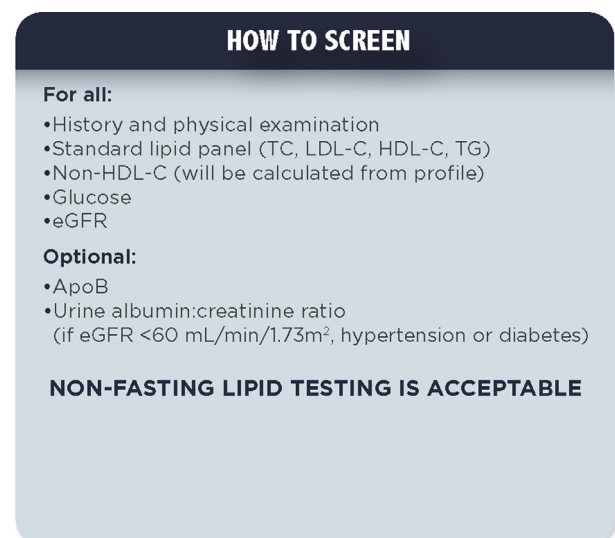 HOW TO SCREEN
For all:
•History and physical examination
•Standard lipid panel (TC, LDL-C, HDL-C, TG)
•Non-HDL-C (will be calculated from profile)
•Glucose
•eGFR
Optional:
•ApoB
•Urine albumin:creatinine ratio
(if eGFR <60 mL/min/1.73m², hypertension or diabetes)
NON-FASTING LIPID TESTING IS ACCEPTABLE